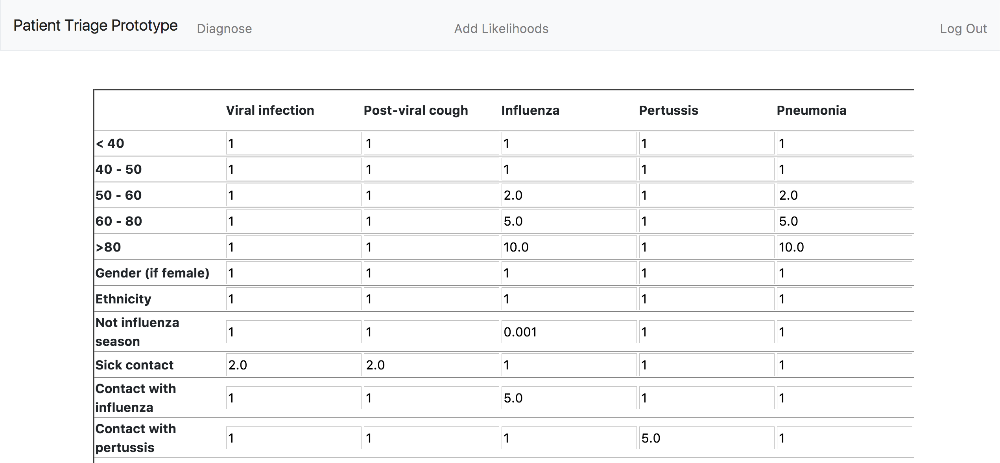 Patient Triage Prototype Diagnose Add Likelihoods Log Out
Viral infection Post-viral cough Influenza Pertussis Pneumonia
< 40 1 1 1 1 1
40 - 50 1 1 1 1 1
50 - 60 1 1 2.0 1 2.0
60 - 80 1 1 5.0 1 5.0
>80 1 1 10.0 1 10.0
Gender (if female) 1 1 1 1 1
Ethnicity 1 1 1 1 1
Not influenza
season 1 1 0.001 1 1
Sick contact 2.0 2.0 1 1 1
Contact with
influenza 1 1 5.0 1 1
Contact with
pertussis 1 1 1 5.0 1